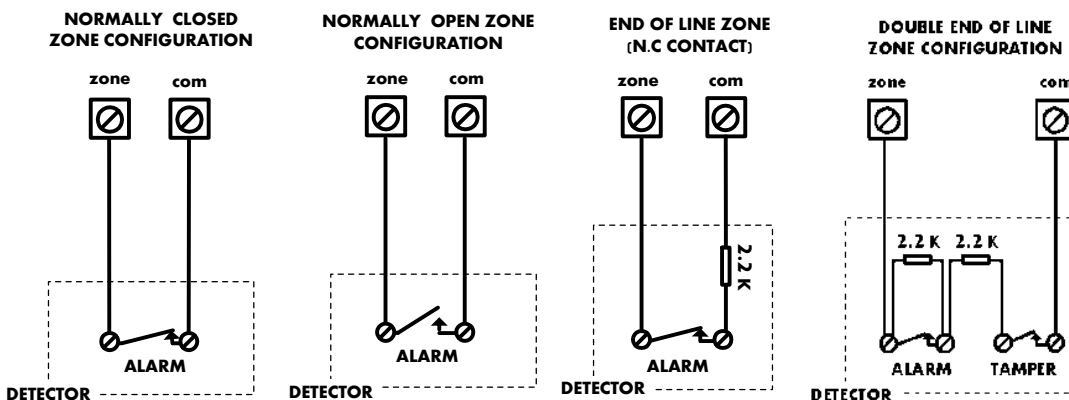 NORMALLY CLOSED
ZONE CONFIGURATION
zone com
ALARM
DETECTOR
NORMALLY OPEN ZONE
CONFIGURATION
zone com
ALARM
DETECTOR
END OF LINE ZONE
(N.C CONTACT)
zone com
2.2 K
ALARM
DETECTOR
DOUBLE END OF LINE
ZONE CONFIGURATION
zone com
2.2 K 2.2 K
ALARM TAMPER
DETECTOR